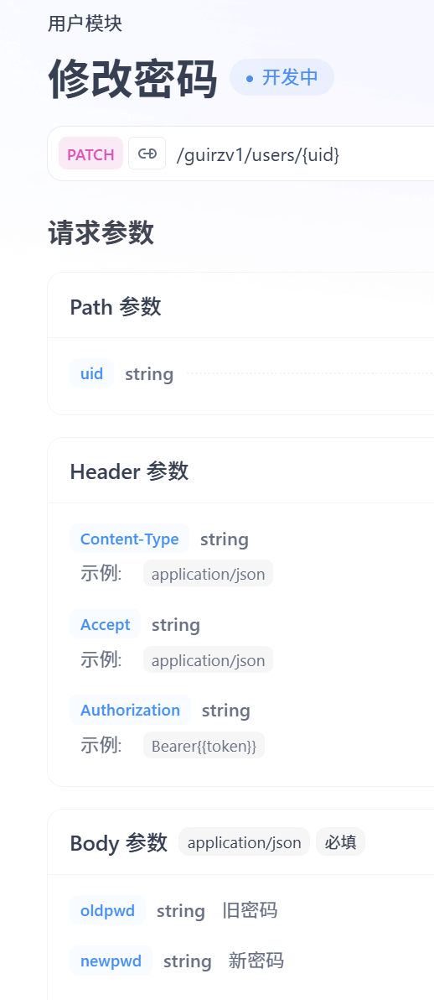 用户模块
修改密码 开发中
PATCH /guirzv1/users/{uid}
请求参数
Path 参数
uid string
Header 参数
Content-Type string
示例: application/json
Accept string
示例: application/json
Authorization string
示例: Bearer{{token}}
Body 参数 application/json 必填
oldpwd string 旧密码
newpwd string 新密码